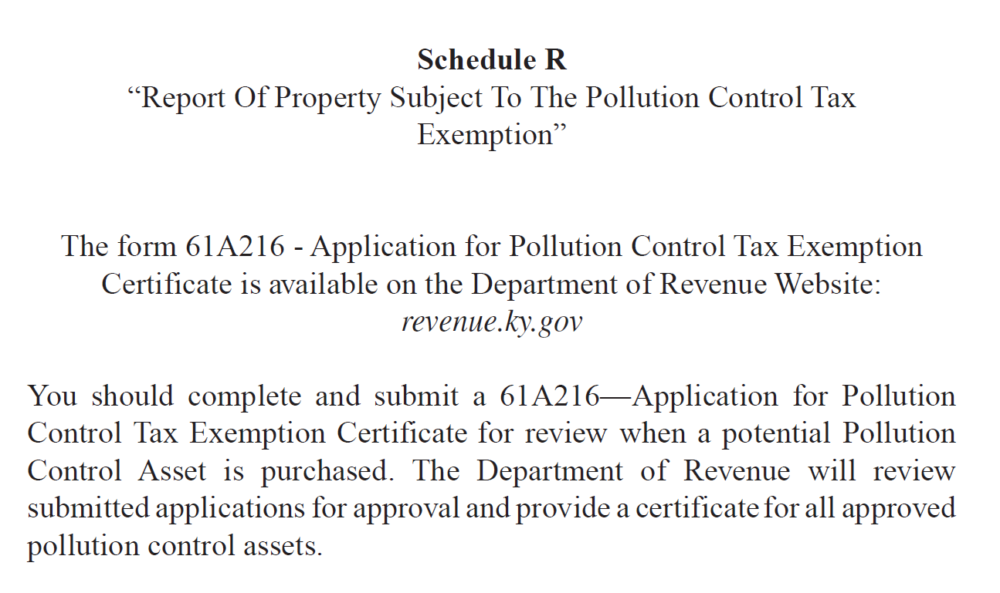 Schedule R
“Report Of Property Subject To The Pollution Control Tax
Exemption”
The form 61A216 - Application for Pollution Control Tax Exemption
Certificate is available on the Department of Revenue Website:
revenue.ky.gov
You should complete and submit a 61A216—Application for Pollution
Control Tax Exemption Certificate for review when a potential Pollution
Control Asset is purchased. The Department of Revenue will review
submitted applications for approval and provide a certificate for all approved
pollution control assets.